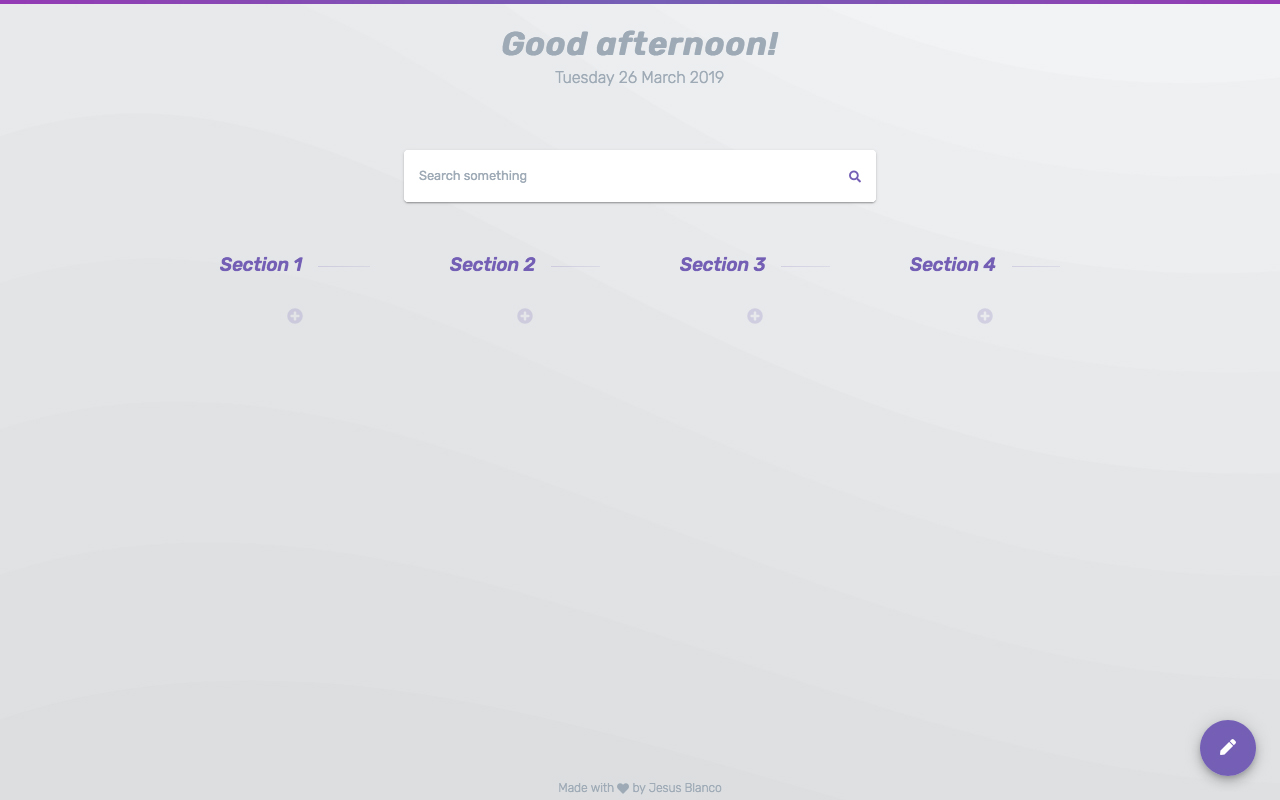 Good afternoon!
Tuesday 26 March 2019
Search something
Section 1
Section 2
Section 3
Section 4
Made with by Jesus Blanco